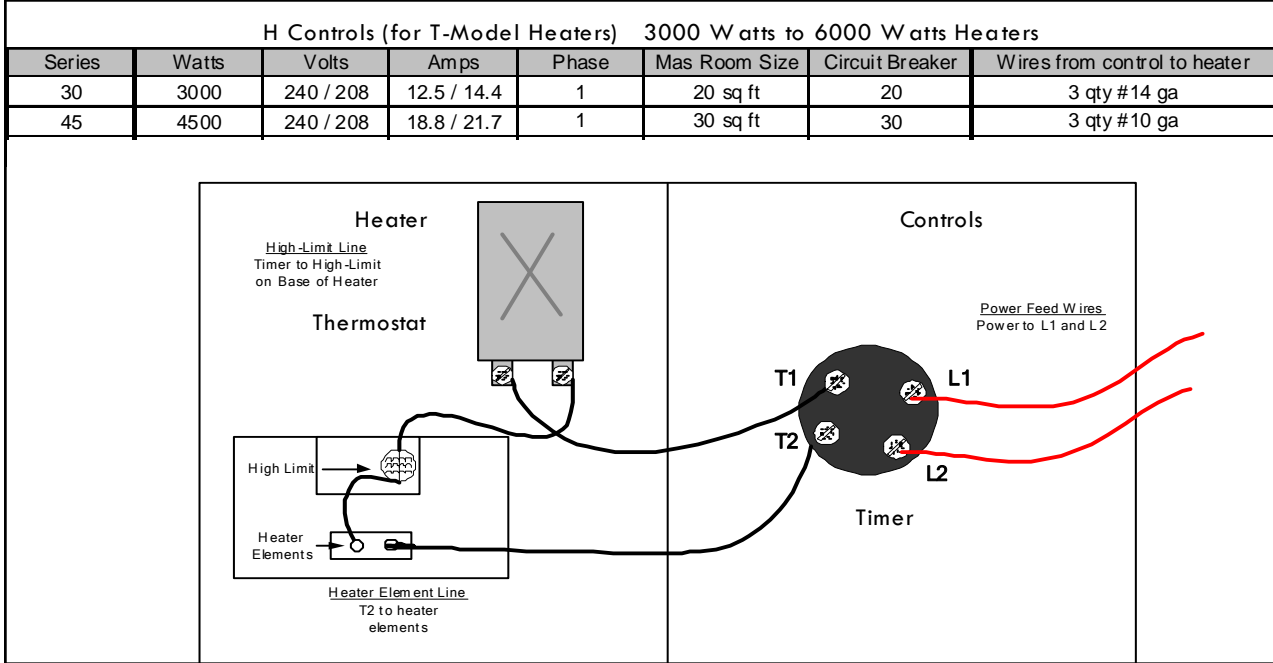 H Controls (for T-Model Heaters) 3000 Watts to 6000 Watts Heaters
Series Watts Volts Amps Phase Mas Room Size Circuit Breaker Wires from control to heater
30 3000 240 / 208 12.5 / 14.4 1 20 sq ft 20 3 qty #14 ga
45 4500 240 / 208 18.8 / 21.7 1 30 sq ft 30 3 qty #10 ga
Heater
High-Limit Line
Timer to High-Limit
on Base of Heater
Thermostat
High Limit
Heater
Elements
Heater Element Line
T2 to heater
elements
Controls
Power Feed Wires
Power to L1 and L2
T1
L1
T2
L2
Timer